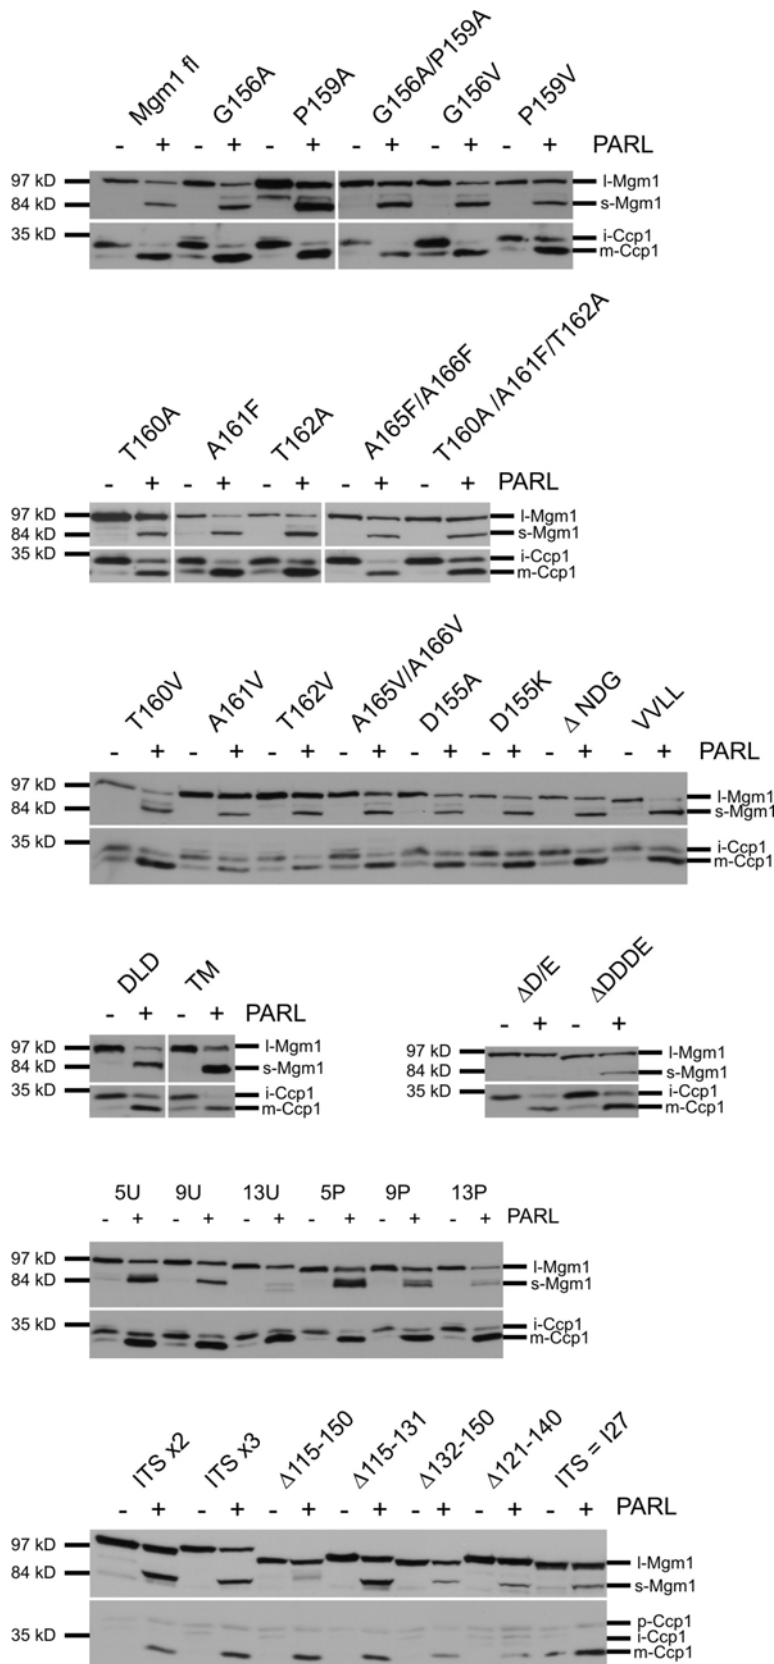 Mgm1 fl G156A P159A G156A/P159A G156V P159V
- + - + - + - + - + - + PARL
97 kD l-Mgm1
84 kD s-Mgm1
35 kD i-Ccp1
m-Ccp1
T160A A161F T162A A165F/A166F T160A /A161F/T162A
- + - + - + - + - + PARL
97 kD l-Mgm1
84 kD s-Mgm1
35 kD i-Ccp1
m-Ccp1
T160V A161V T162V A165V/A166V D155A D155K Δ NDG VVLL
- + - + - + - + - + - + - + - + PARL
97 kD l-Mgm1
84 kD s-Mgm1
35 kD i-Ccp1
m-Ccp1
DLD TM
- + - + PARL
97 kD l-Mgm1
84 kD s-Mgm1
35 kD i-Ccp1
m-Ccp1
ΔD/E ΔDDDE
- + - +
97 kD l-Mgm1
84 kD s-Mgm1
35 kD i-Ccp1
m-Ccp1
5U 9U 13U 5P 9P 13P
- + - + - + - + - + - + PARL
97 kD l-Mgm1
84 kD s-Mgm1
35 kD i-Ccp1
m-Ccp1
ITS x2 ITS x3 Δ115-150 Δ115-131 Δ132-150 Δ121-140 ITS = I27
- + - + - + - + - + - + - + PARL
97 kD l-Mgm1
84 kD s-Mgm1
p-Ccp1
35 kD i-Ccp1
m-Ccp1